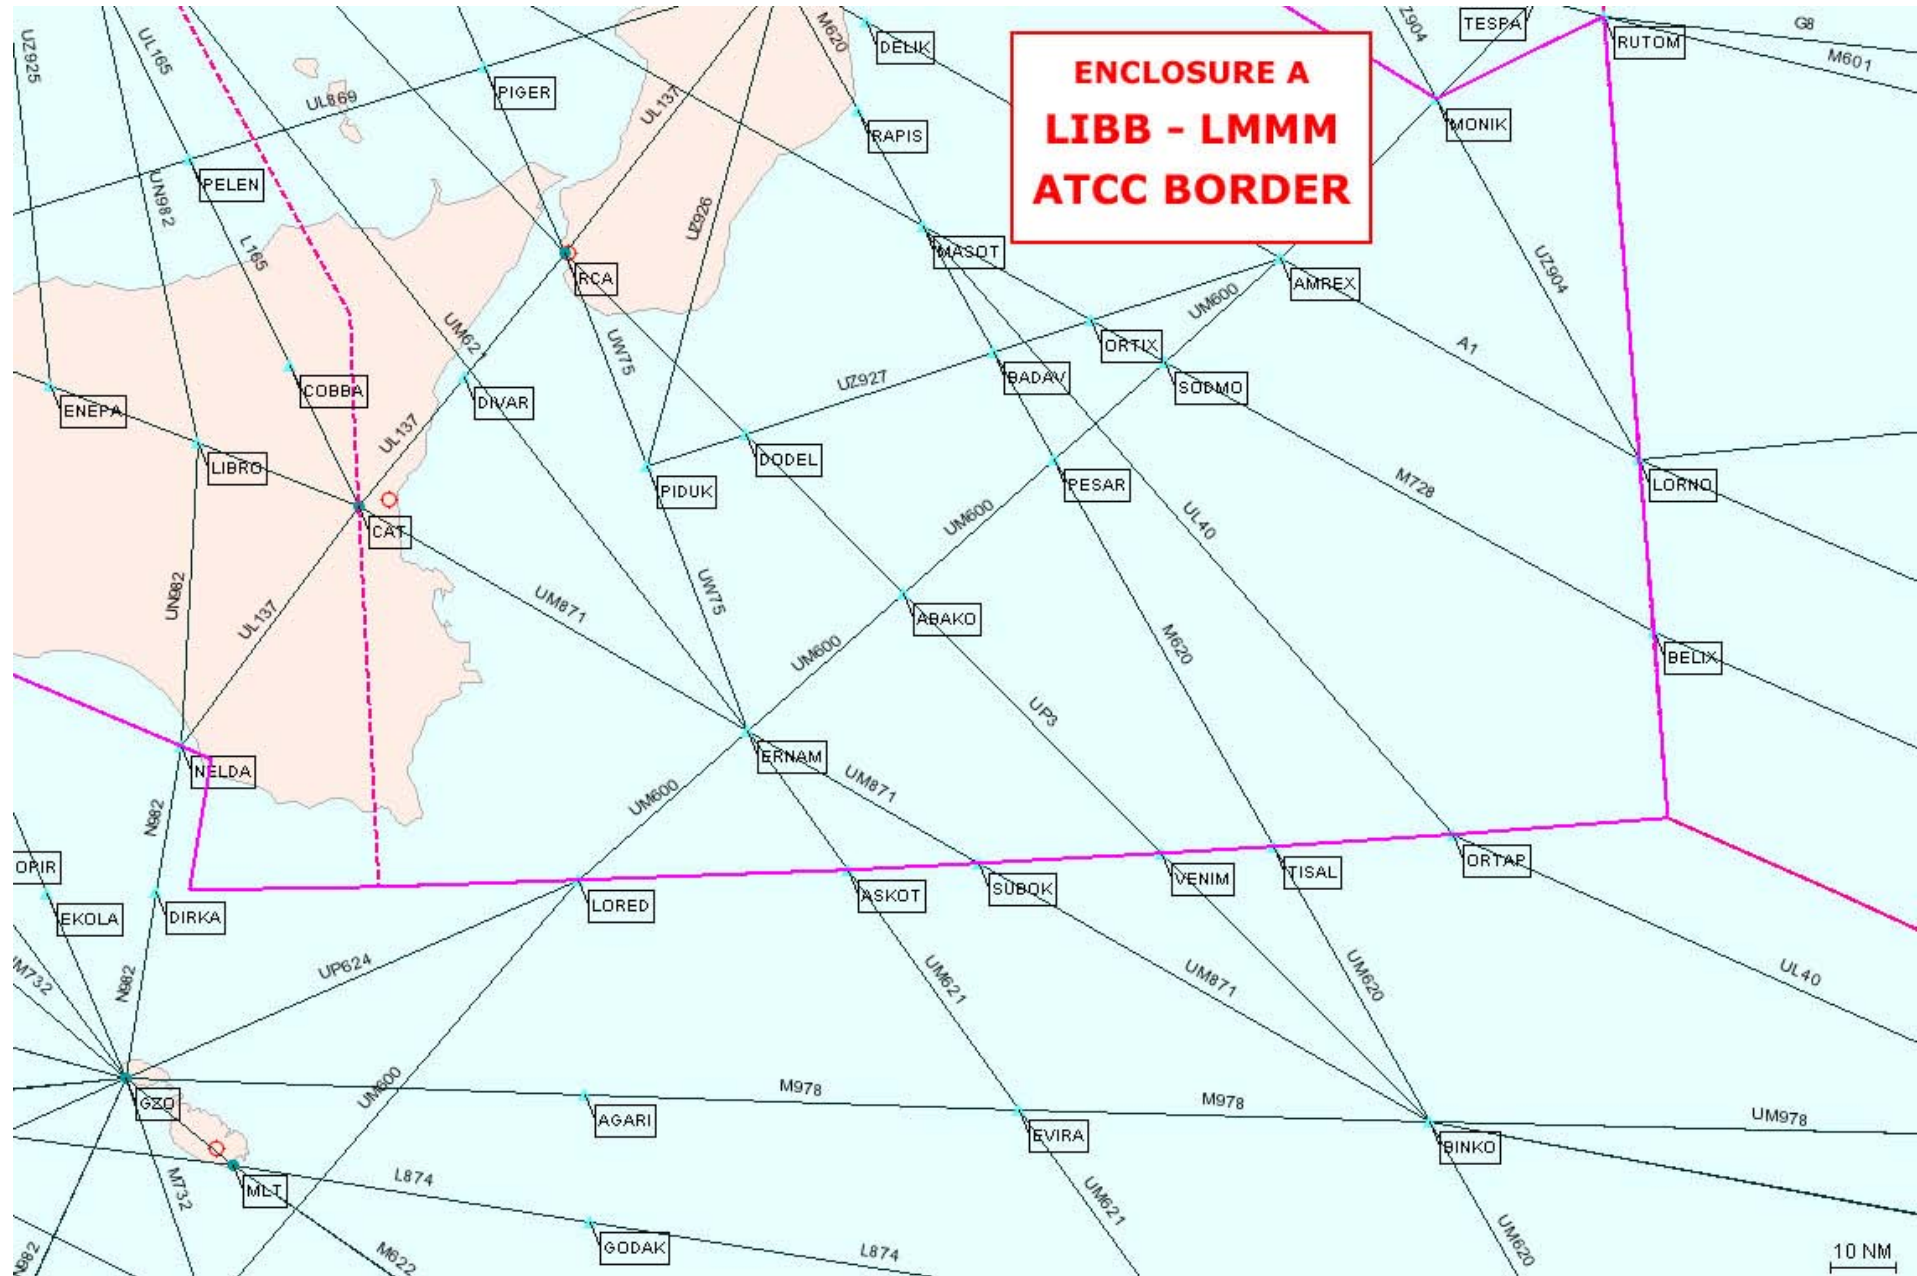 UZ925
UL165
M620
DELIK
UZ904
TESPA
RUTOM
G8
M601
PIGER
UL869
UL137
ENCLOSURE A
LIBB - LMMM
ATCC BORDER
RAPIS
MONIK
PELEN
UN982
L165
UZ926
RCA
MASOT
AMREX
UZ904
UM600
UM621
UW75
ORTIX
A1
COBBA
DIVAR
UZ927
BADAV
SODMO
ENEPA
UL137
LIBRO
DODEL
PIDUK
PESAR
M728
LORNO
CAT
UM600
UL40
UN982
UL137
UM871
UW75
ABAKO
UM600
M620
BELIX
UP3
NELDA
ERNAM
UM871
UM600
N982
OPIR
EKOLA
DIRKA
LORED
ASKOT
SUBOK
VENIM
TISAL
ORTAP
UM732
N982
UP624
UM621
UM871
UM620
UL40
GZO
UM600
AGARI
M978
EVIRA
M978
BINKO
UM978
M732
MLT
L874
UM621
GODAK
L874
M622
N982
UM620
10 NM